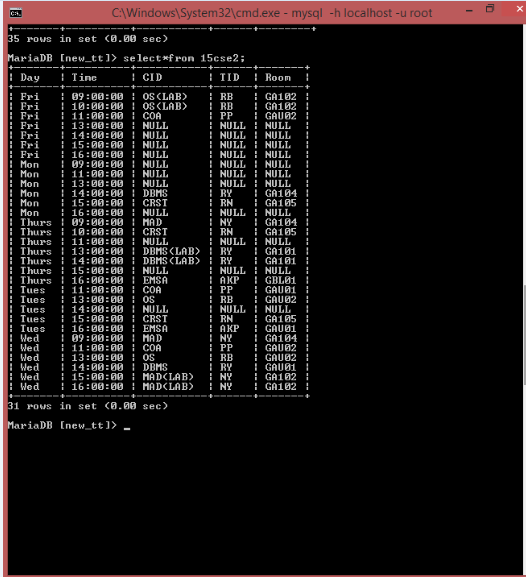 C:\Windows\System32\cmd.exe - mysql -h localhost -u root
+-------+----------+-----------+------+-------+
35 rows in set (0.00 sec)
MariaDB [new_tt]> select*from 15cse2;
+-------+----------+-----------+------+-------+
| Day | Time | CID | TID | Room |
+-------+----------+-----------+------+-------+
| Fri | 09:00:00 | OS(LAB) | RB | GA102 |
| Fri | 10:00:00 | OS(LAB) | RB | GA102 |
| Fri | 11:00:00 | COA | PP | GAU02 |
| Fri | 13:00:00 | NULL | NULL | NULL |
| Fri | 14:00:00 | NULL | NULL | NULL |
| Fri | 15:00:00 | NULL | NULL | NULL |
| Fri | 16:00:00 | NULL | NULL | NULL |
| Mon | 09:00:00 | NULL | NULL | NULL |
| Mon | 11:00:00 | NULL | NULL | NULL |
| Mon | 13:00:00 | NULL | NULL | NULL |
| Mon | 14:00:00 | DBMS | RY | GA104 |
| Mon | 15:00:00 | CRST | RN | GA105 |
| Mon | 16:00:00 | NULL | NULL | NULL |
| Thurs | 09:00:00 | MAD | NY | GA104 |
| Thurs | 10:00:00 | CRST | RN | GA105 |
| Thurs | 11:00:00 | NULL | NULL | NULL |
| Thurs | 13:00:00 | DBMS(LAB) | RY | GA101 |
| Thurs | 14:00:00 | DBMS(LAB) | RY | GA101 |
| Thurs | 15:00:00 | NULL | NULL | NULL |
| Thurs | 16:00:00 | EMSA | AKP | GBL01 |
| Tues | 11:00:00 | COA | PP | GAU01 |
| Tues | 13:00:00 | OS | RB | GAU02 |
| Tues | 14:00:00 | NULL | NULL | NULL |
| Tues | 15:00:00 | CRST | RN | GA105 |
| Tues | 16:00:00 | EMSA | AKP | GAU01 |
| Wed | 09:00:00 | MAD | NY | GA104 |
| Wed | 11:00:00 | COA | PP | GAU02 |
| Wed | 13:00:00 | OS | RB | GAU02 |
| Wed | 14:00:00 | DBMS | RY | GAU01 |
| Wed | 15:00:00 | MAD(LAB) | NY | GA102 |
| Wed | 16:00:00 | MAD(LAB) | NY | GA102 |
+-------+----------+-----------+------+-------+
31 rows in set (0.00 sec)
MariaDB [new_tt]> _